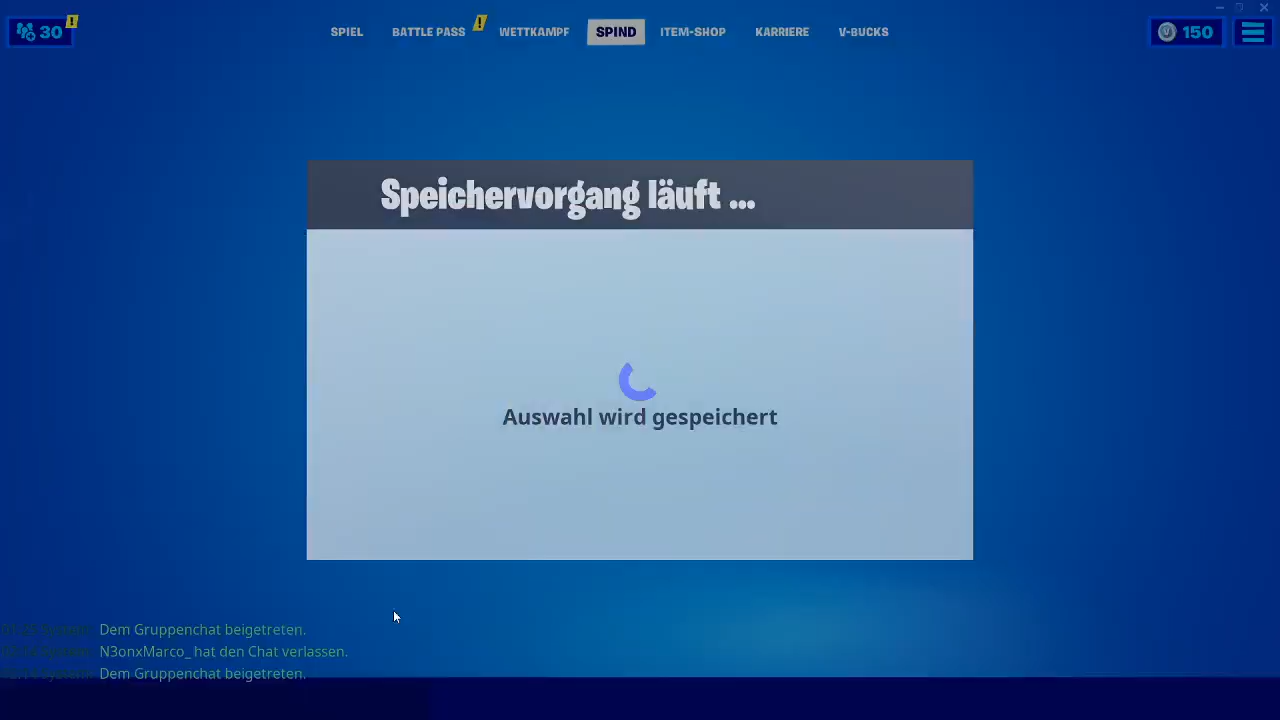 30
!
SPIEL
BATTLE PASS
!
WETTKAMPF
SPIND
ITEM-SHOP
KARRIERE
V-BUCKS
150
Speichervorgang läuft ...
Auswahl wird gespeichert
Dem Gruppenchat beigetreten.
N3onxMarco_ hat den Chat verlassen.
Dem Gruppenchat beigetreten.